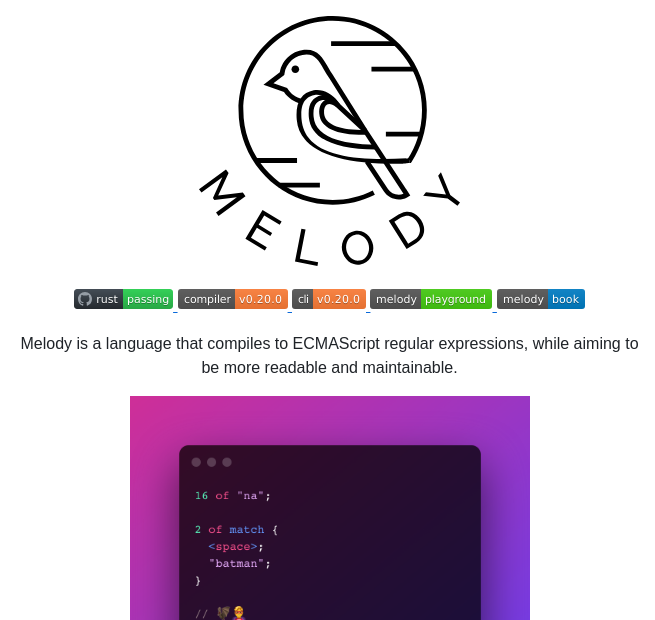 MELODY
rust passing compiler v0.20.0 cli v0.20.0 melody playground melody book
Melody is a language that compiles to ECMAScript regular expressions, while aiming to
be more readable and maintainable.
16 of "na";
2 of match {
<space>;
"batman";
}
// 🦇🦸